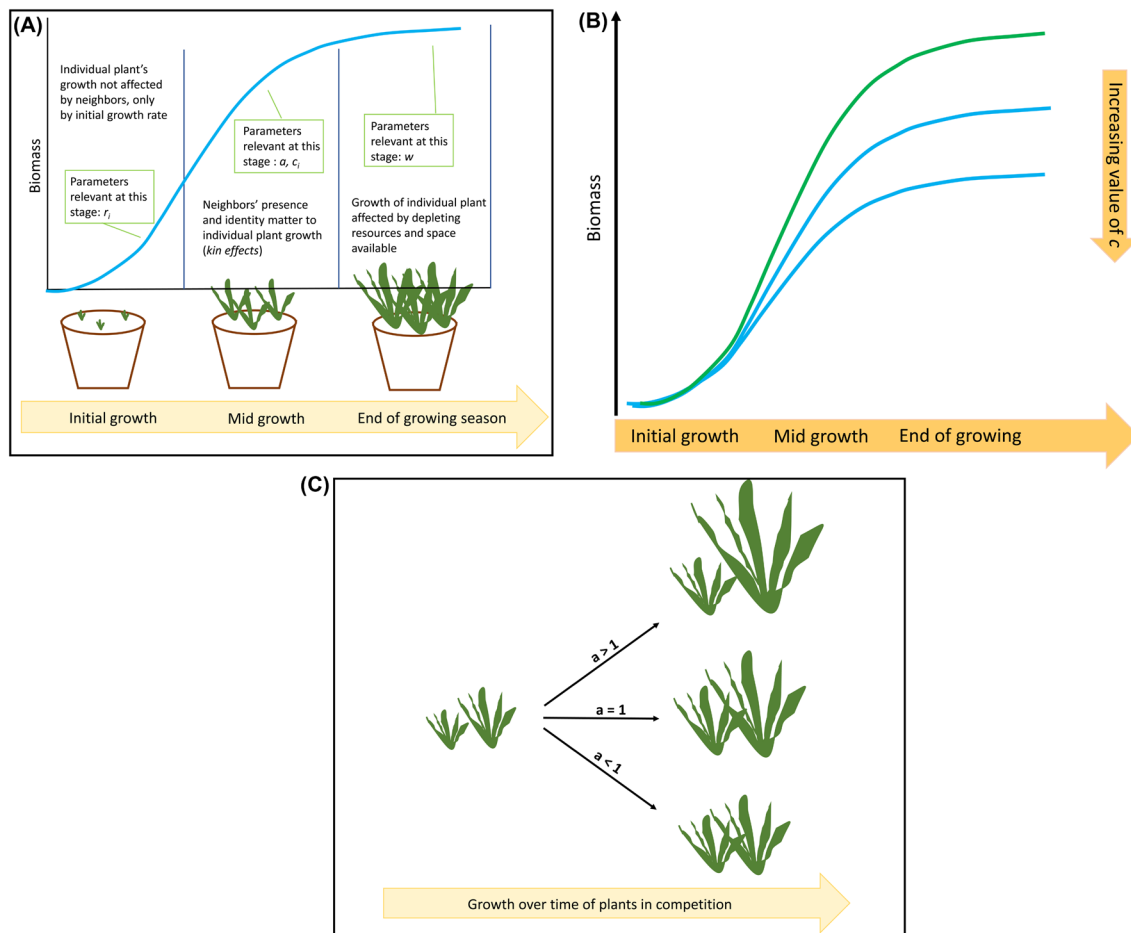 (A)
Biomass
Individual plant's
growth not affected
by neighbors, only
by initial growth rate
Parameters
relevant at this
stage: rᵢ
Parameters
relevant at this
stage : a, cᵢ
Neighbors' presence
and identity matter to
individual plant growth
(kin effects)
Parameters
relevant at this
stage: w
Growth of individual plant
affected by depleting
resources and space
available
Initial growth
Mid growth
End of growing season
(B)
Biomass
Increasing value of c
Initial growth
Mid growth
End of growing
(C)
a > 1
a = 1
a < 1
Growth over time of plants in competition